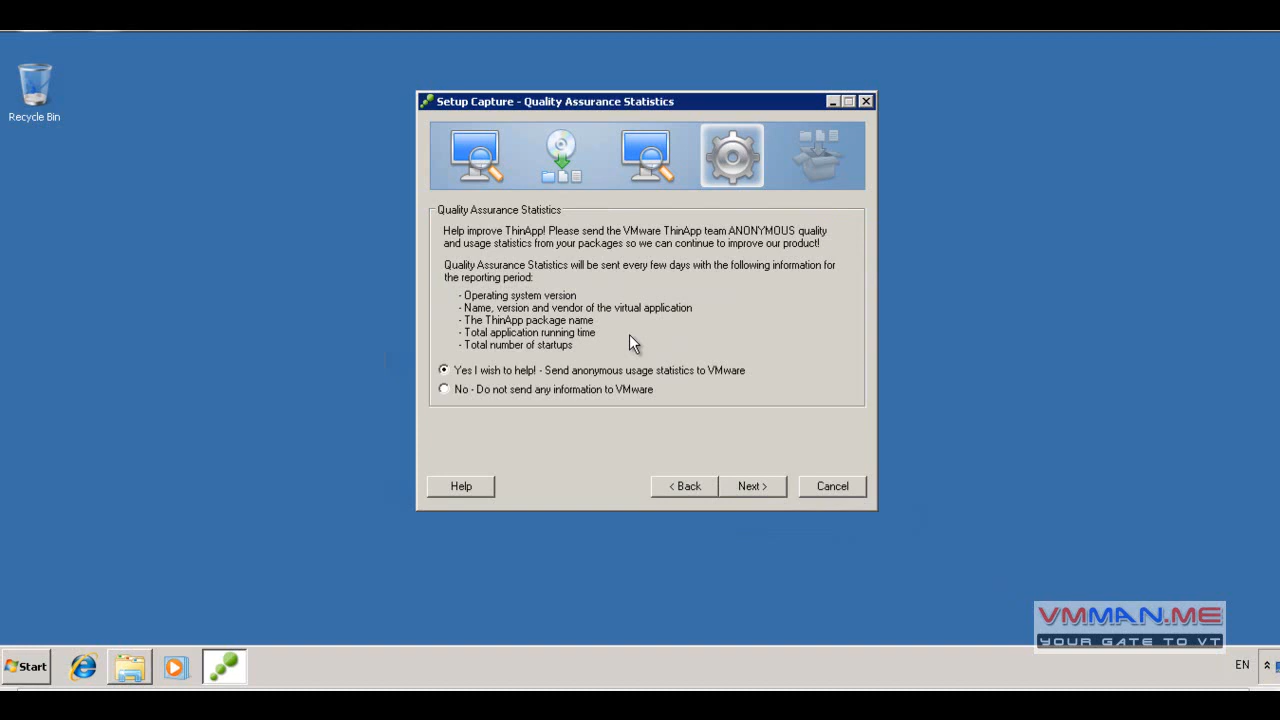 Recycle Bin
Setup Capture - Quality Assurance Statistics
Quality Assurance Statistics
Help improve ThinApp! Please send the VMware ThinApp team ANONYMOUS quality
and usage statistics from your packages so we can continue to improve our product!
Quality Assurance Statistics will be sent every few days with the following information for
the reporting period:
- Operating system version
- Name, version and vendor of the virtual application
- The ThinApp package name
- Total application running time
- Total number of startups
Yes I wish to help! - Send anonymous usage statistics to VMware
No - Do not send any information to VMware
Help
< Back
Next >
Cancel
VMMAN.ME
YOUR GATE TO VT
Start
EN